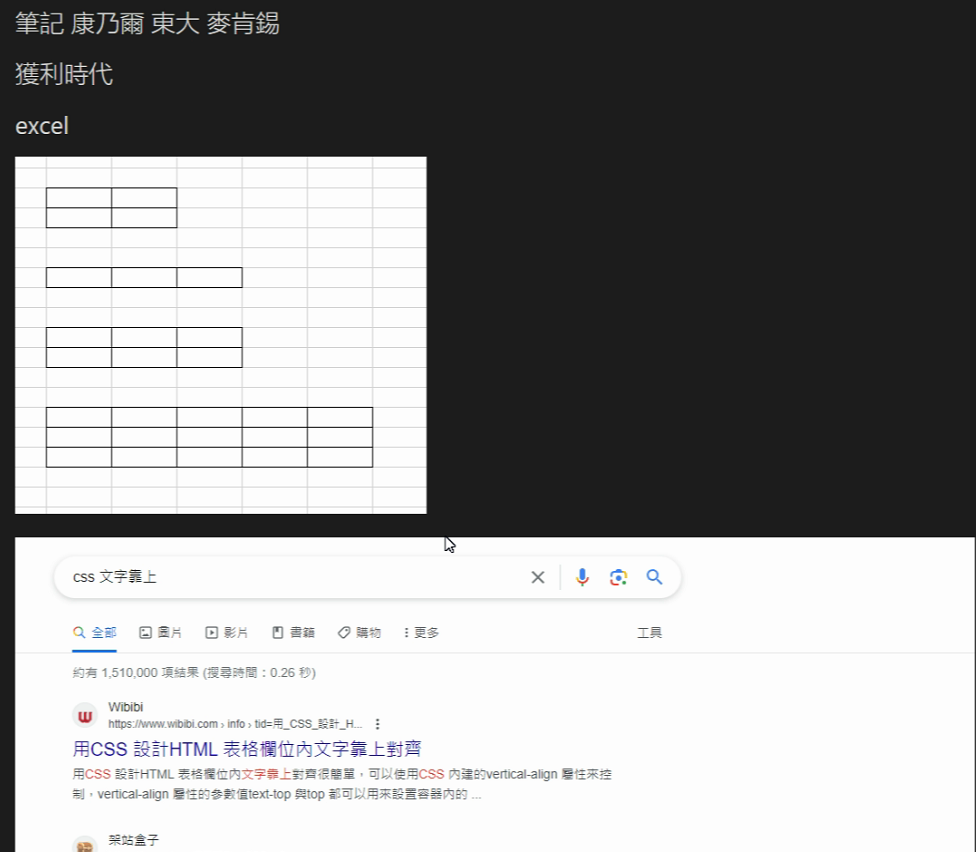 筆記 康乃爾 東大 麥肯錫
獲利時代
excel
css 文字靠上
全部 圖片 影片 書籍 購物 更多 工具
約有 1,510,000 項結果 (搜尋時間：0.26 秒)
Wibibi
https://www.wibibi.com › info › tid=用_CSS_設計_H...
用CSS 設計HTML 表格欄位內文字靠上對齊
用CSS 設計HTML 表格欄位內文字靠上對齊很簡單，可以使用CSS 內建的vertical-align 屬性來控
制，vertical-align 屬性的參數值text-top 與top 都可以用來設置容器內的 ...
架站盒子